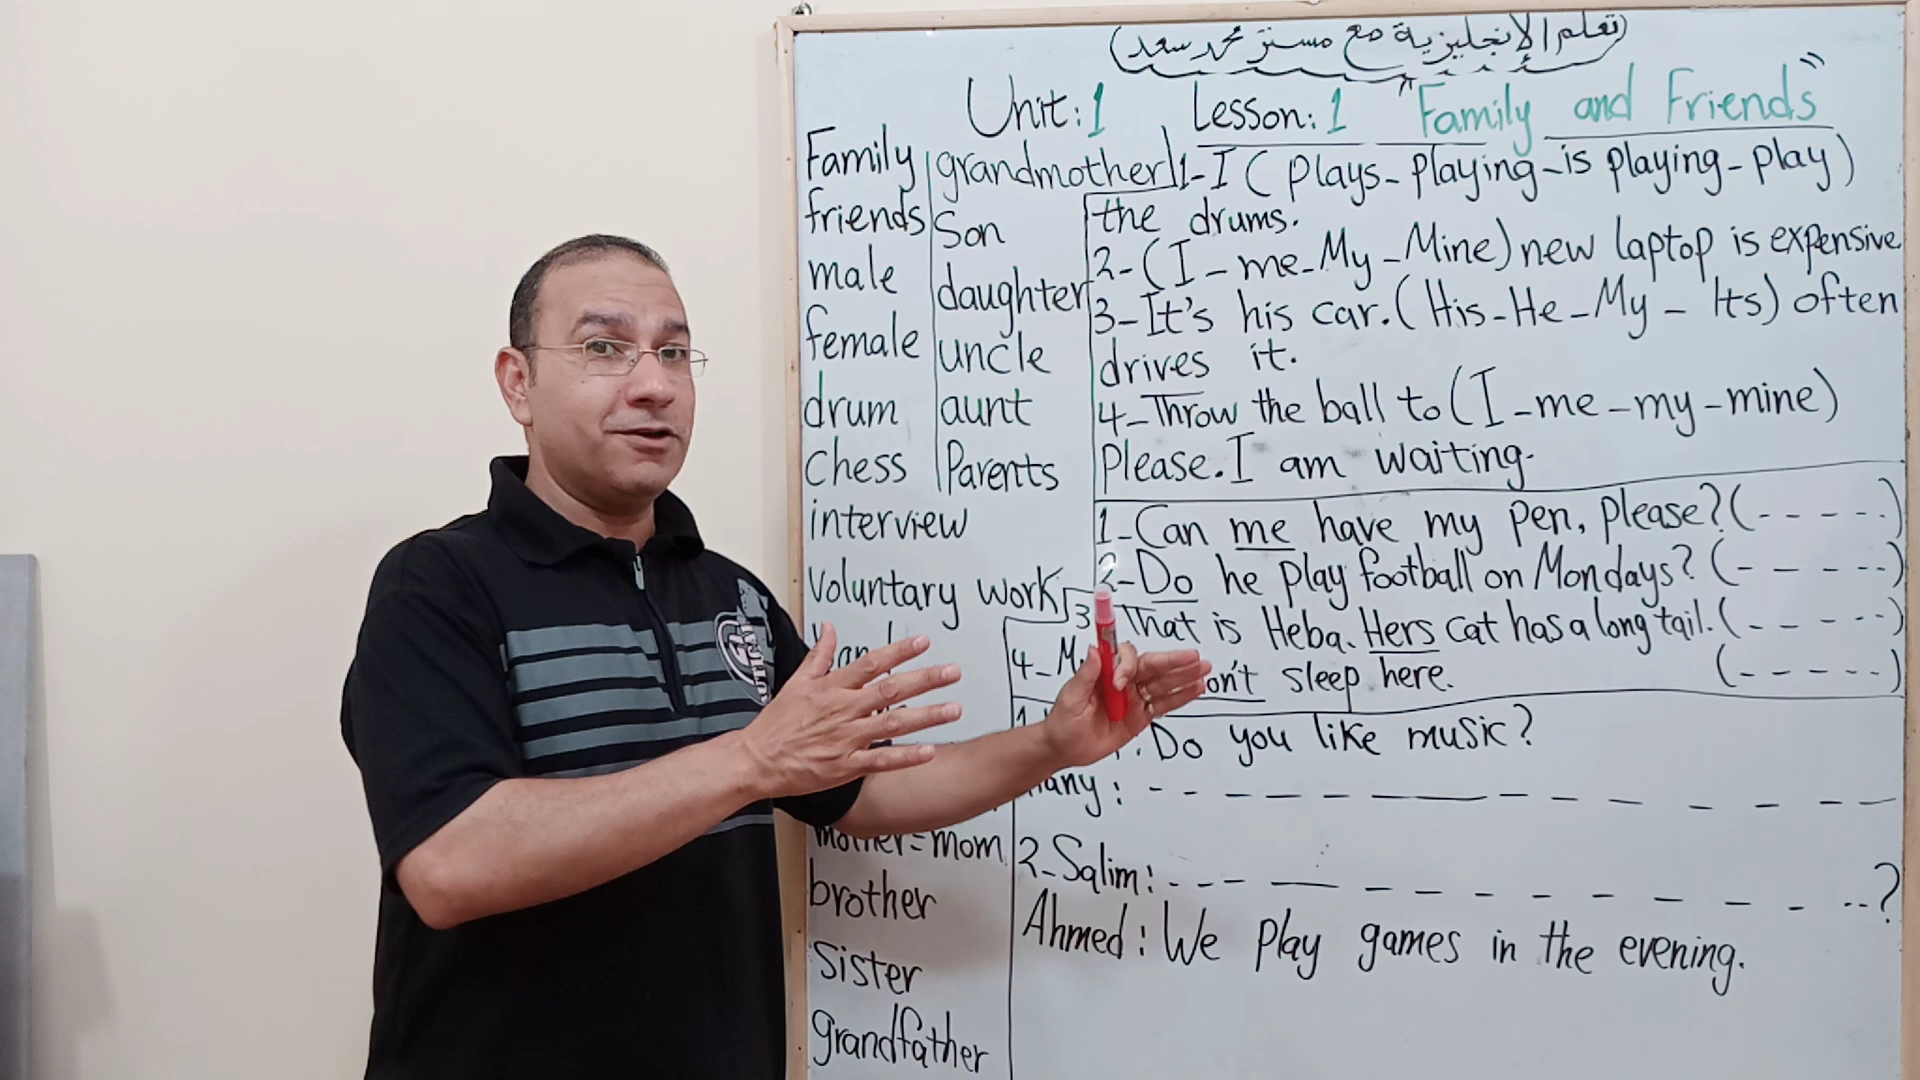 (تعلم الإنجليزية مع مستر محمد سعد)
Unit:1 Lesson:1 "Family and Friends"
Family
friends
male
female
drum
chess
interview
voluntary work
mother=mom
brother
Sister
grandfather
grandmother
Son
daughter
uncle
aunt
Parents
1-I (plays-playing-is playing-play)
the drums.
2-(I-me-My-Mine) new laptop is expensive
3-It's his car.(His-He-My-Its) often
drives it.
4-Throw the ball to (I-me-my-mine)
Please.I am waiting.
1-Can me have my pen, please?(-----)
2-Do he play football on Mondays?(-----)
3 That is Heba. Hers cat has a long tail.(-----)
4- sleep here. (-----)
Do you like music?
: - - - - - - - - - - - -
2-Salim: - - - - - - - - - - - -?
Ahmed: We play games in the evening.